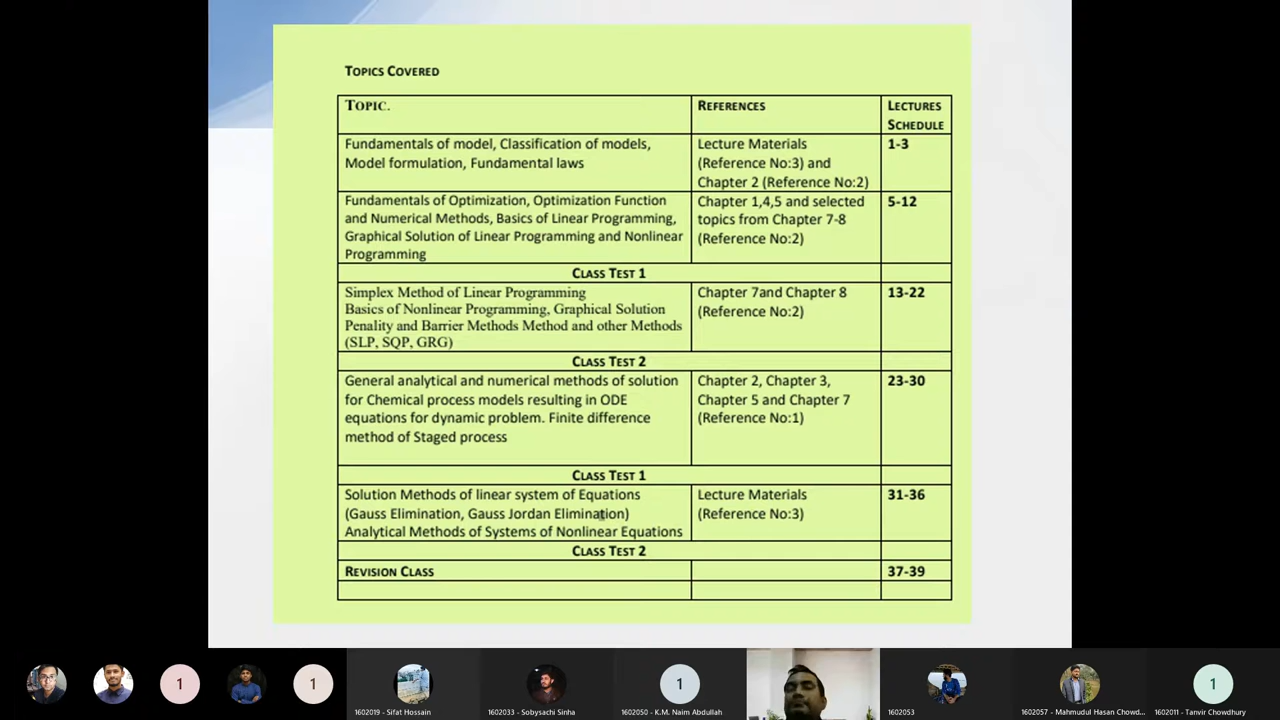 TOPICS COVERED
TOPIC.
REFERENCES
LECTURES
SCHEDULE
Fundamentals of model, Classification of models,
Model formulation, Fundamental laws
Lecture Materials
(Reference No:3) and
Chapter 2 (Reference No:2)
1-3
Fundamentals of Optimization, Optimization Function
and Numerical Methods, Basics of Linear Programming,
Graphical Solution of Linear Programming and Nonlinear
Programming
Chapter 1,4,5 and selected
topics from Chapter 7-8
(Reference No:2)
5-12
CLASS TEST 1
Simplex Method of Linear Programming
Basics of Nonlinear Programming, Graphical Solution
Penality and Barrier Methods Method and other Methods
(SLP, SQP, GRG)
Chapter 7and Chapter 8
(Reference No:2)
13-22
CLASS TEST 2
General analytical and numerical methods of solution
for Chemical process models resulting in ODE
equations for dynamic problem. Finite difference
method of Staged process
Chapter 2, Chapter 3,
Chapter 5 and Chapter 7
(Reference No:1)
23-30
CLASS TEST 1
Solution Methods of linear system of Equations
(Gauss Elimination, Gauss Jordan Elimination)
Analytical Methods of Systems of Nonlinear Equations
Lecture Materials
(Reference No:3)
31-36
CLASS TEST 2
REVISION CLASS
37-39
1
1
1
1
1602019 - Sifat Hossain
1602033 - Sobysachi Sinha
1602050 - K.M. Naim Abdullah
1602053
1602057 - Mahmudul Hasan Chowd...
1602011 - Tanvir Chowdhury